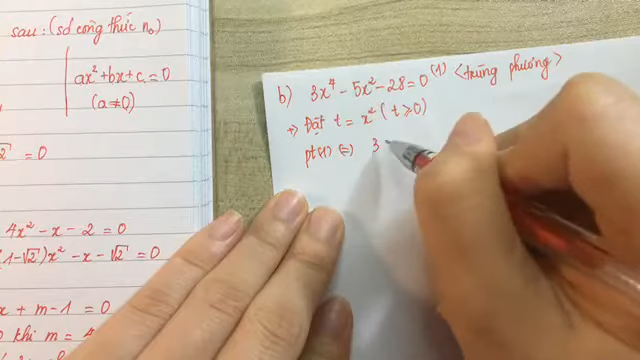 sau: (sd công thức n₀)
ax²+bx+c=0
(a≠0)
= 0
4x² - x - 2 = 0
(1-√2)x² - x - √2 = 0
x + m - 1 = 0
khi m =
b) 3x⁴ - 5x² - 28 = 0 (1) <trùng phương>
+) Đặt t = x² (t ≥ 0)
pt(1) <=> 3